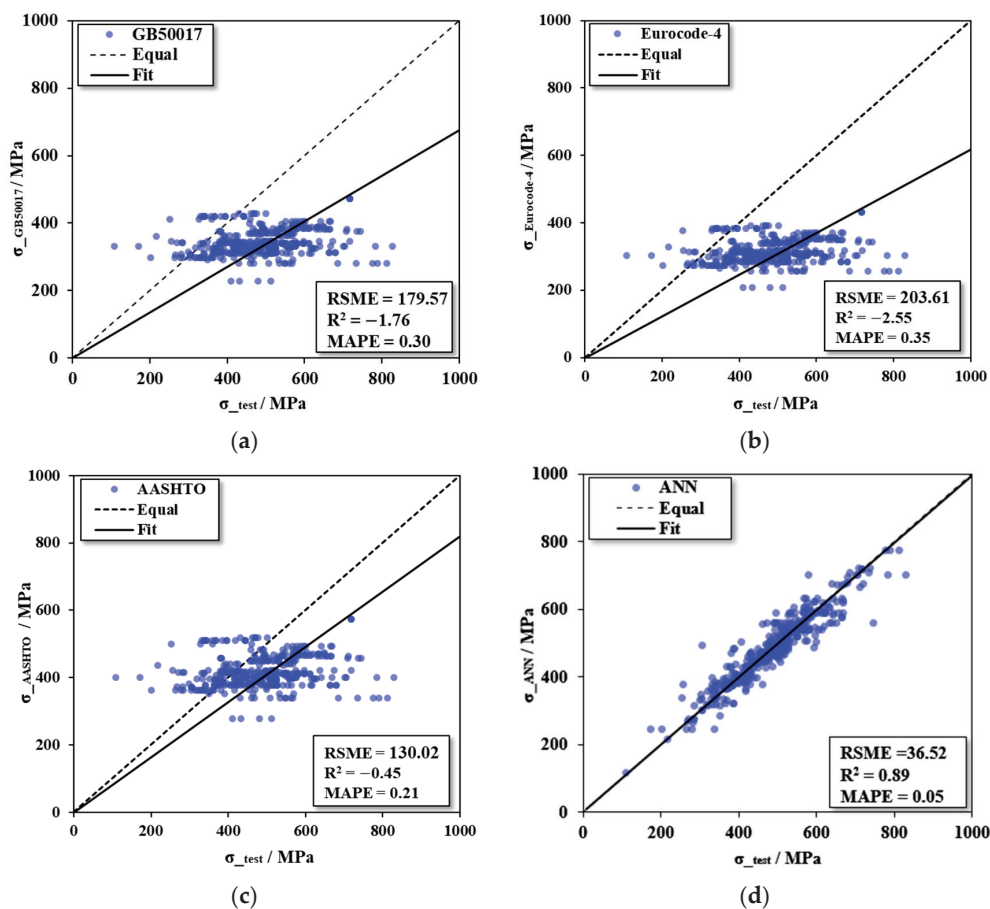 GB50017
Equal
Fit
1000
800
600
400
200
0
σ_GB50017 / MPa
RSME = 179.57
R² = −1.76
MAPE = 0.30
0 200 400 600 800 1000
σ_test / MPa
(a)
Eurocode-4
Equal
Fit
1000
800
600
400
200
0
σ_Eurocode-4 / MPa
RSME = 203.61
R² = −2.55
MAPE = 0.35
0 200 400 600 800 1000
σ_test / MPa
(b)
AASHTO
Equal
Fit
1000
800
600
400
200
0
σ_AASHTO / MPa
RSME = 130.02
R² = −0.45
MAPE = 0.21
0 200 400 600 800 1000
σ_test / MPa
(c)
ANN
Equal
Fit
1000
800
600
400
200
0
σ_ANN / MPa
RSME =36.52
R² = 0.89
MAPE = 0.05
0 200 400 600 800 1000
σ_test / MPa
(d)